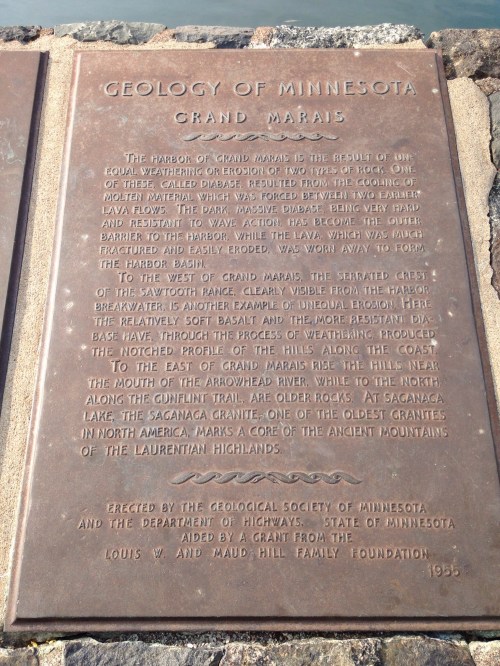 GEOLOGY OF MINNESOTA
GRAND MARAIS
THE HARBOR OF GRAND MARAIS IS THE RESULT OF UN-
EQUAL WEATHERING OR EROSION OF TWO TYPES OF ROCK. ONE
OF THESE, CALLED DIABASE, RESULTED FROM THE COOLING OF
MOLTEN MATERIAL WHICH WAS FORCED BETWEEN TWO EARLIER
LAVA FLOWS. THE DARK, MASSIVE DIABASE, BEING VERY HARD
AND RESISTANT TO WAVE ACTION, HAS BECOME THE OUTER
BARRIER TO THE HARBOR, WHILE THE LAVA, WHICH WAS MUCH
FRACTURED AND EASILY ERODED, WAS WORN AWAY TO FORM
THE HARBOR BASIN.
TO THE WEST OF GRAND MARAIS, THE SERRATED CREST
OF THE SAWTOOTH RANGE, CLEARLY VISIBLE FROM THE HARBOR
BREAKWATER, IS ANOTHER EXAMPLE OF UNEQUAL EROSION. HERE
THE RELATIVELY SOFT BASALT AND THE MORE RESISTANT DIA-
BASE HAVE, THROUGH THE PROCESS OF WEATHERING, PRODUCED
THE NOTCHED PROFILE OF THE HILLS ALONG THE COAST.
TO THE EAST OF GRAND MARAIS RISE THE HILLS NEAR
THE MOUTH OF THE ARROWHEAD RIVER, WHILE TO THE NORTH,
ALONG THE GUNFLINT TRAIL, ARE OLDER ROCKS. AT SAGANAGA
LAKE, THE SAGANAGA GRANITE, ONE OF THE OLDEST GRANITES
IN NORTH AMERICA, MARKS A CORE OF THE ANCIENT MOUNTAINS
OF THE LAURENTIAN HIGHLANDS.
ERECTED BY THE GEOLOGICAL SOCIETY OF MINNESOTA
AND THE DEPARTMENT OF HIGHWAYS, STATE OF MINNESOTA
AIDED BY A GRANT FROM THE
LOUIS W. AND MAUD HILL FAMILY FOUNDATION
1955